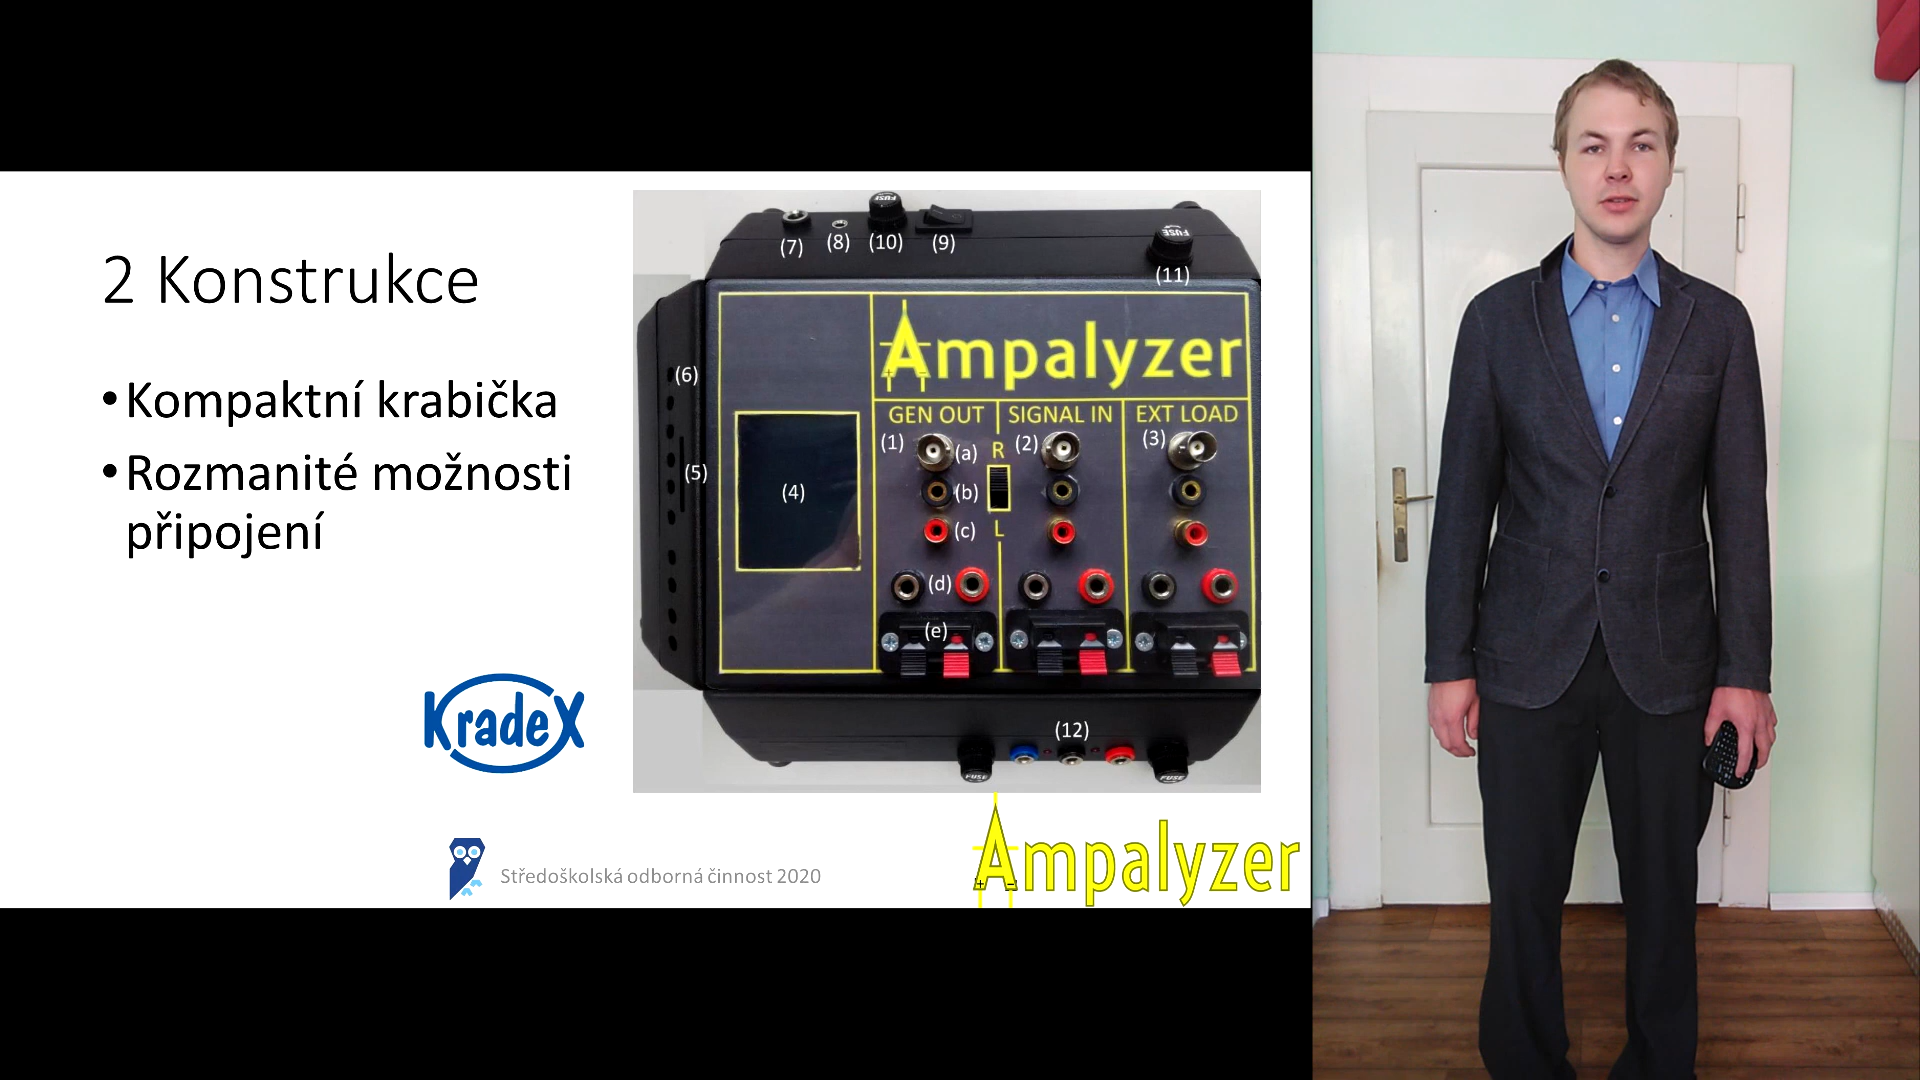 2 Konstrukce
•Kompaktní krabička
•Rozmanité možnosti
připojení
KradeX
Středoškolská odborná činnost 2020
Ampalyzer
FUSE
(7) (8) (10) (9)
FUSE
(11)
Ampalyzer
(6)
GEN OUT SIGNAL IN EXT LOAD
(1) (a) R (2) (3)
(5)
(4) (b)
(c) L
(d)
(e)
(12)
FUSE FUSE